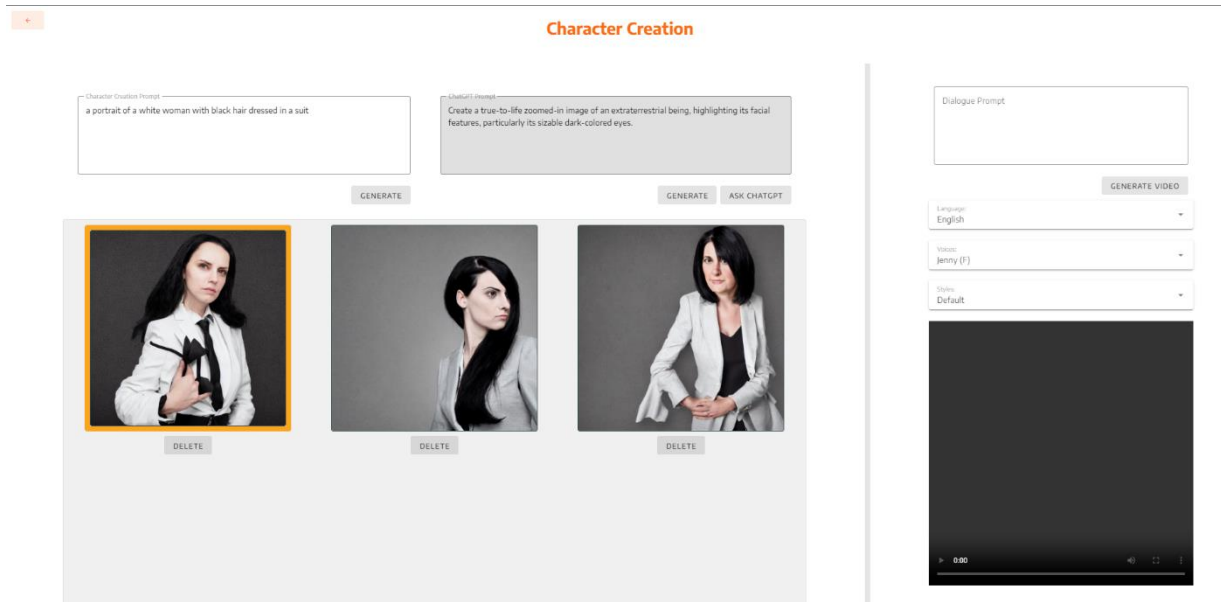 Character Creation
Character Creation Prompt
a portrait of a white woman with black hair dressed in a suit
GENERATE
ChatGPT Prompt
Create a true-to-life zoomed-in image of an extraterrestrial being, highlighting its facial
features, particularly its sizable dark-colored eyes.
GENERATE
ASK CHATGPT
DELETE
DELETE
DELETE
Dialogue Prompt
GENERATE VIDEO
Language
English
Voices
Jenny (F)
Styles
Default
0:00